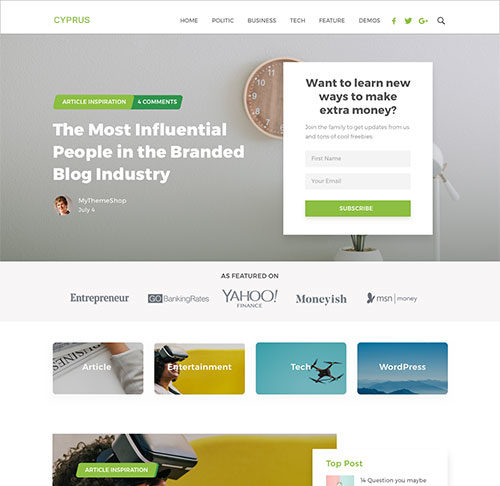 CYPRUS
HOME POLITIC BUSINESS TECH FEATURE DEMOS
ARTICLE INSPIRATION 4 COMMENTS
The Most Influential
People in the Branded
Blog Industry
MyThemeShop
July 4
Want to learn new
ways to make
extra money?
Join the family to get updates from us
and tons of cool freebies.
First Name
Your Email
SUBSCRIBE
AS FEATURED ON
Entrepreneur GOBankingRates YAHOO! FINANCE Moneyish msn money
BUSINESS
Article Entertainment Tech WordPress
ARTICLE INSPIRATION
Top Post
14 Question you maybe